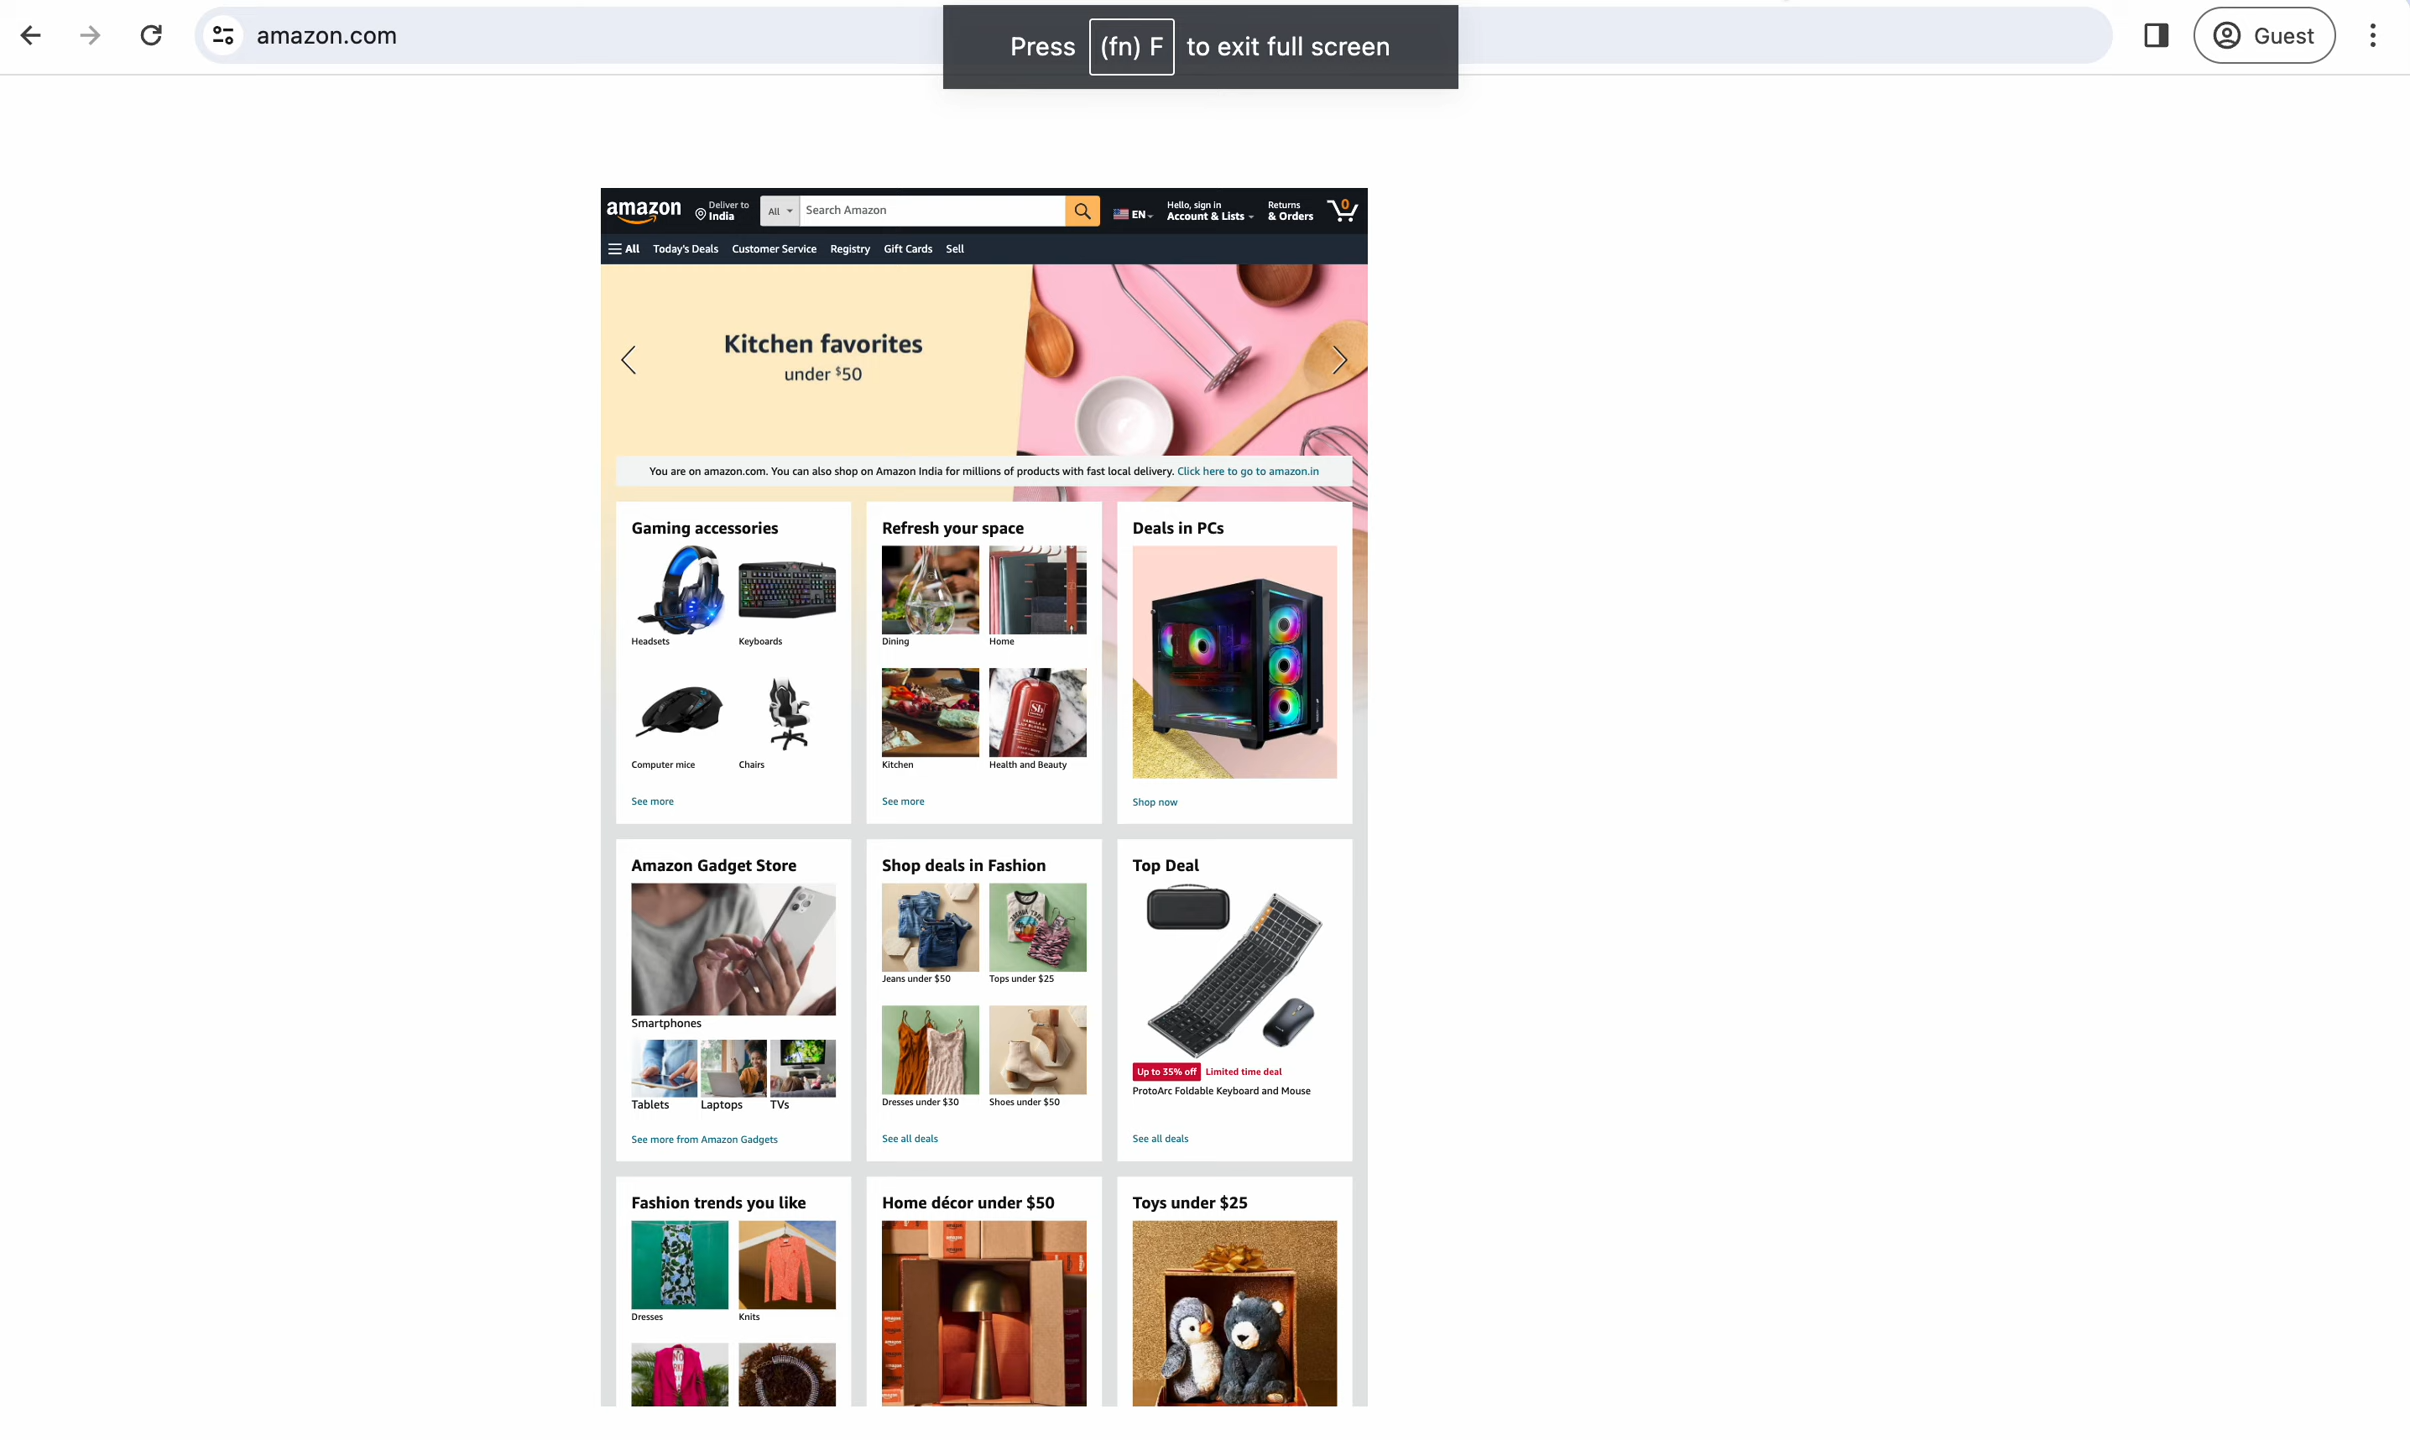 amazon.com
Press (fn) F to exit full screen
Guest
amazon
Deliver to
India
All
Search Amazon
EN
Hello, sign in
Account & Lists
Returns
& Orders
0
All Today's Deals Customer Service Registry Gift Cards Sell
Kitchen favorites
under $50
You are on amazon.com. You can also shop on Amazon India for millions of products with fast local delivery. Click here to go to amazon.in
Gaming accessories
Headsets
Keyboards
Computer mice
Chairs
See more
Refresh your space
Dining
Home
Kitchen
Health and Beauty
See more
Deals in PCs
Shop now
Amazon Gadget Store
Smartphones
Tablets
Laptops
TVs
See more from Amazon Gadgets
Shop deals in Fashion
Jeans under $50
Tops under $25
Dresses under $30
Shoes under $50
See all deals
Top Deal
Up to 35% off Limited time deal
ProtoArc Foldable Keyboard and Mouse
See all deals
Fashion trends you like
Dresses
Knits
Home décor under $50
Toys under $25